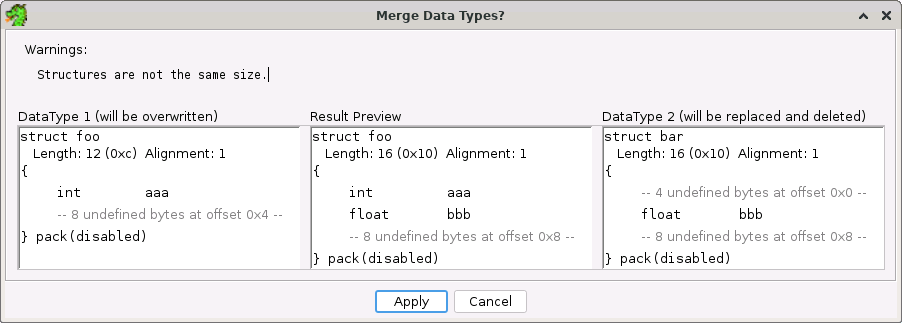 Merge Data Types?
Warnings:
Structures are not the same size.
DataType 1 (will be overwritten)
struct foo
Length: 12 (0xc)  Alignment: 1
{
int aaa
-- 8 undefined bytes at offset 0x4 --
} pack(disabled)
Result Preview
struct foo
Length: 16 (0x10)  Alignment: 1
{
int aaa
float bbb
-- 8 undefined bytes at offset 0x8 --
} pack(disabled)
DataType 2 (will be replaced and deleted)
struct bar
Length: 16 (0x10)  Alignment: 1
{
-- 4 undefined bytes at offset 0x0 --
float bbb
-- 8 undefined bytes at offset 0x8 --
} pack(disabled)
Apply
Cancel